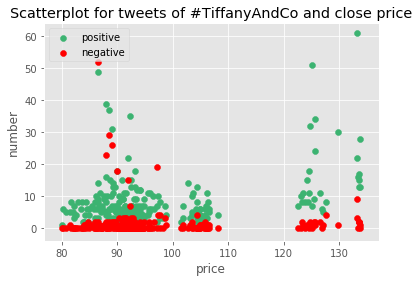 Scatterplot for tweets of #TiffanyAndCo and close price
positive
negative
number
60
50
40
30
20
10
0
80 90 100 110 120 130
price